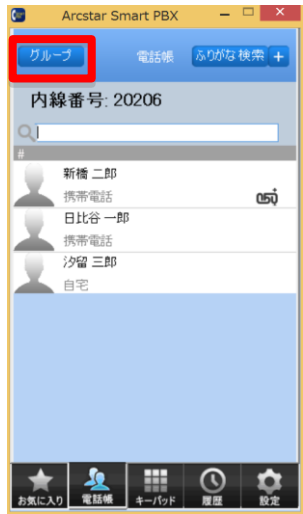 Arcstar Smart PBX
グループ 電話帳 ふりがな検索 +
内線番号: 20206
#
新橋 二郎
携帯電話
日比谷 一郎
携帯電話
汐留 三郎
自宅
お気に入り 電話帳 キーパッド 履歴 設定